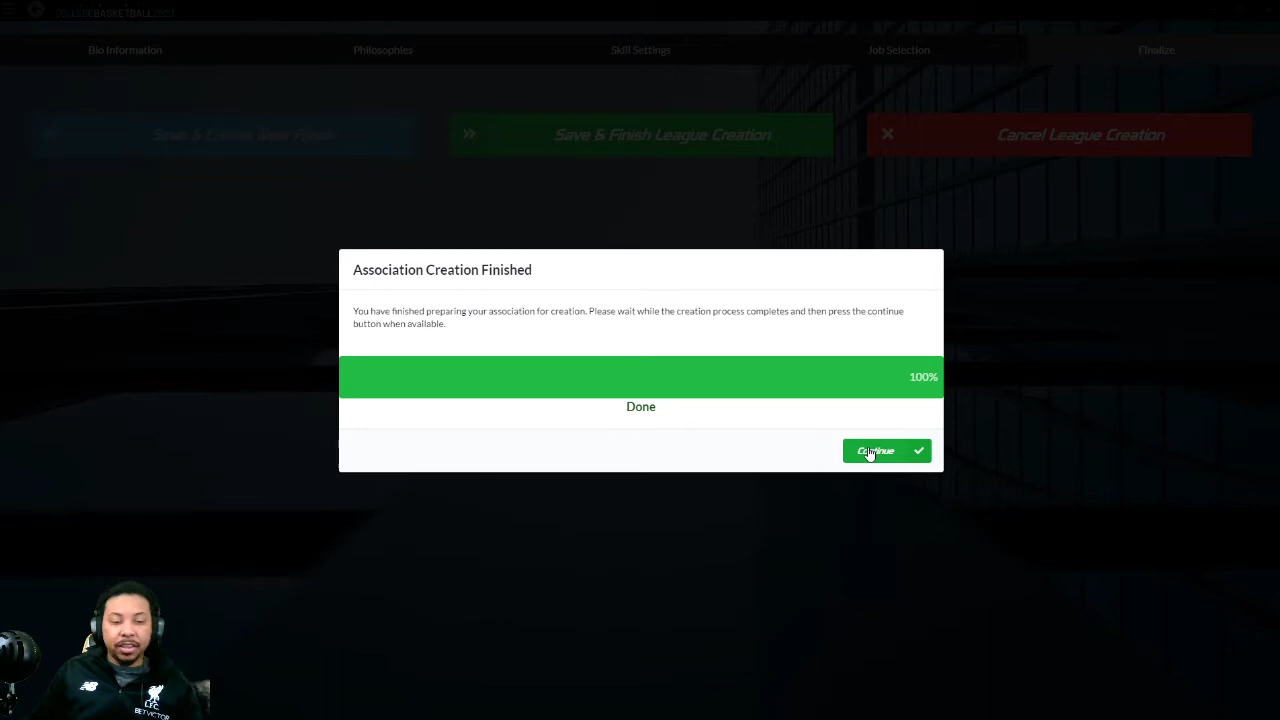 Bio Information
Philosophies
Skill Settings
Job Selection
Finalize
Save & Finish League Creation
Cancel League Creation
Association Creation Finished
You have finished preparing your association for creation. Please wait while the creation process completes and then press the continue
button when available.
100%
Done
Continue
L.F.C.
BETVICTOR